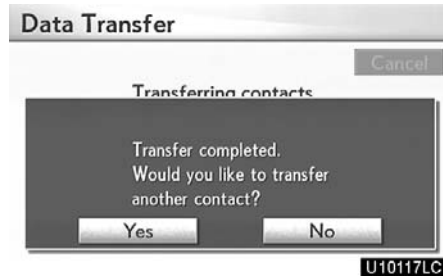 Data Transfer
Cancel
Transferring contacts
Transfer completed.
Would you like to transfer
another contact?
Yes
No
U10117LC